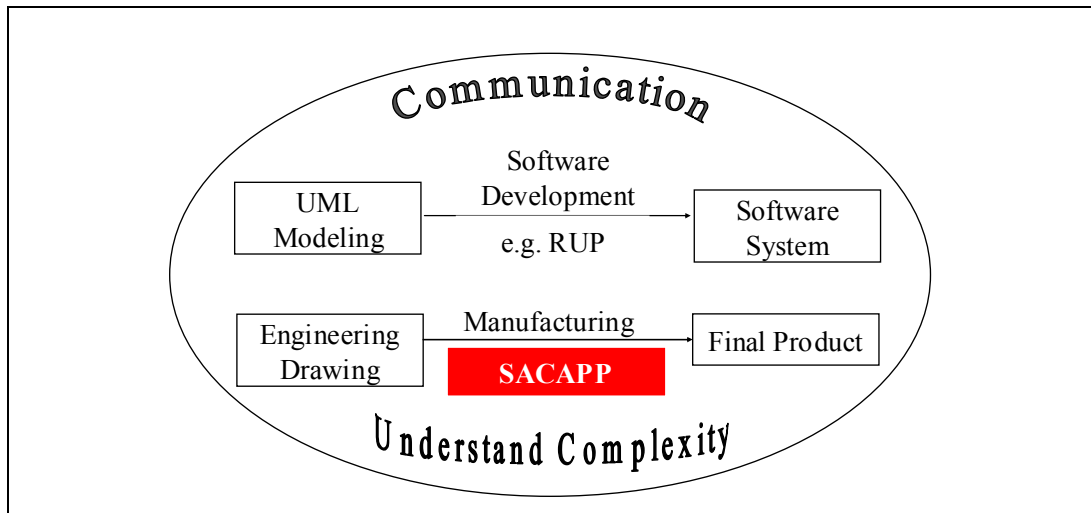 Communication
Software
Development
UML
Modeling
e.g. RUP
Software
System
Engineering
Drawing
Manufacturing
SACAPP
Final Product
Understand Complexity